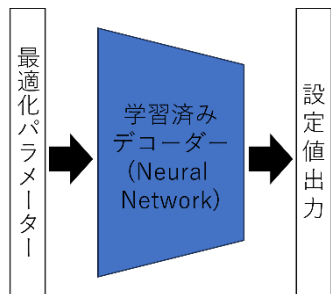 最適化パラメーター
学習済み
デコーダー
(Neural
Network)
設定値出力